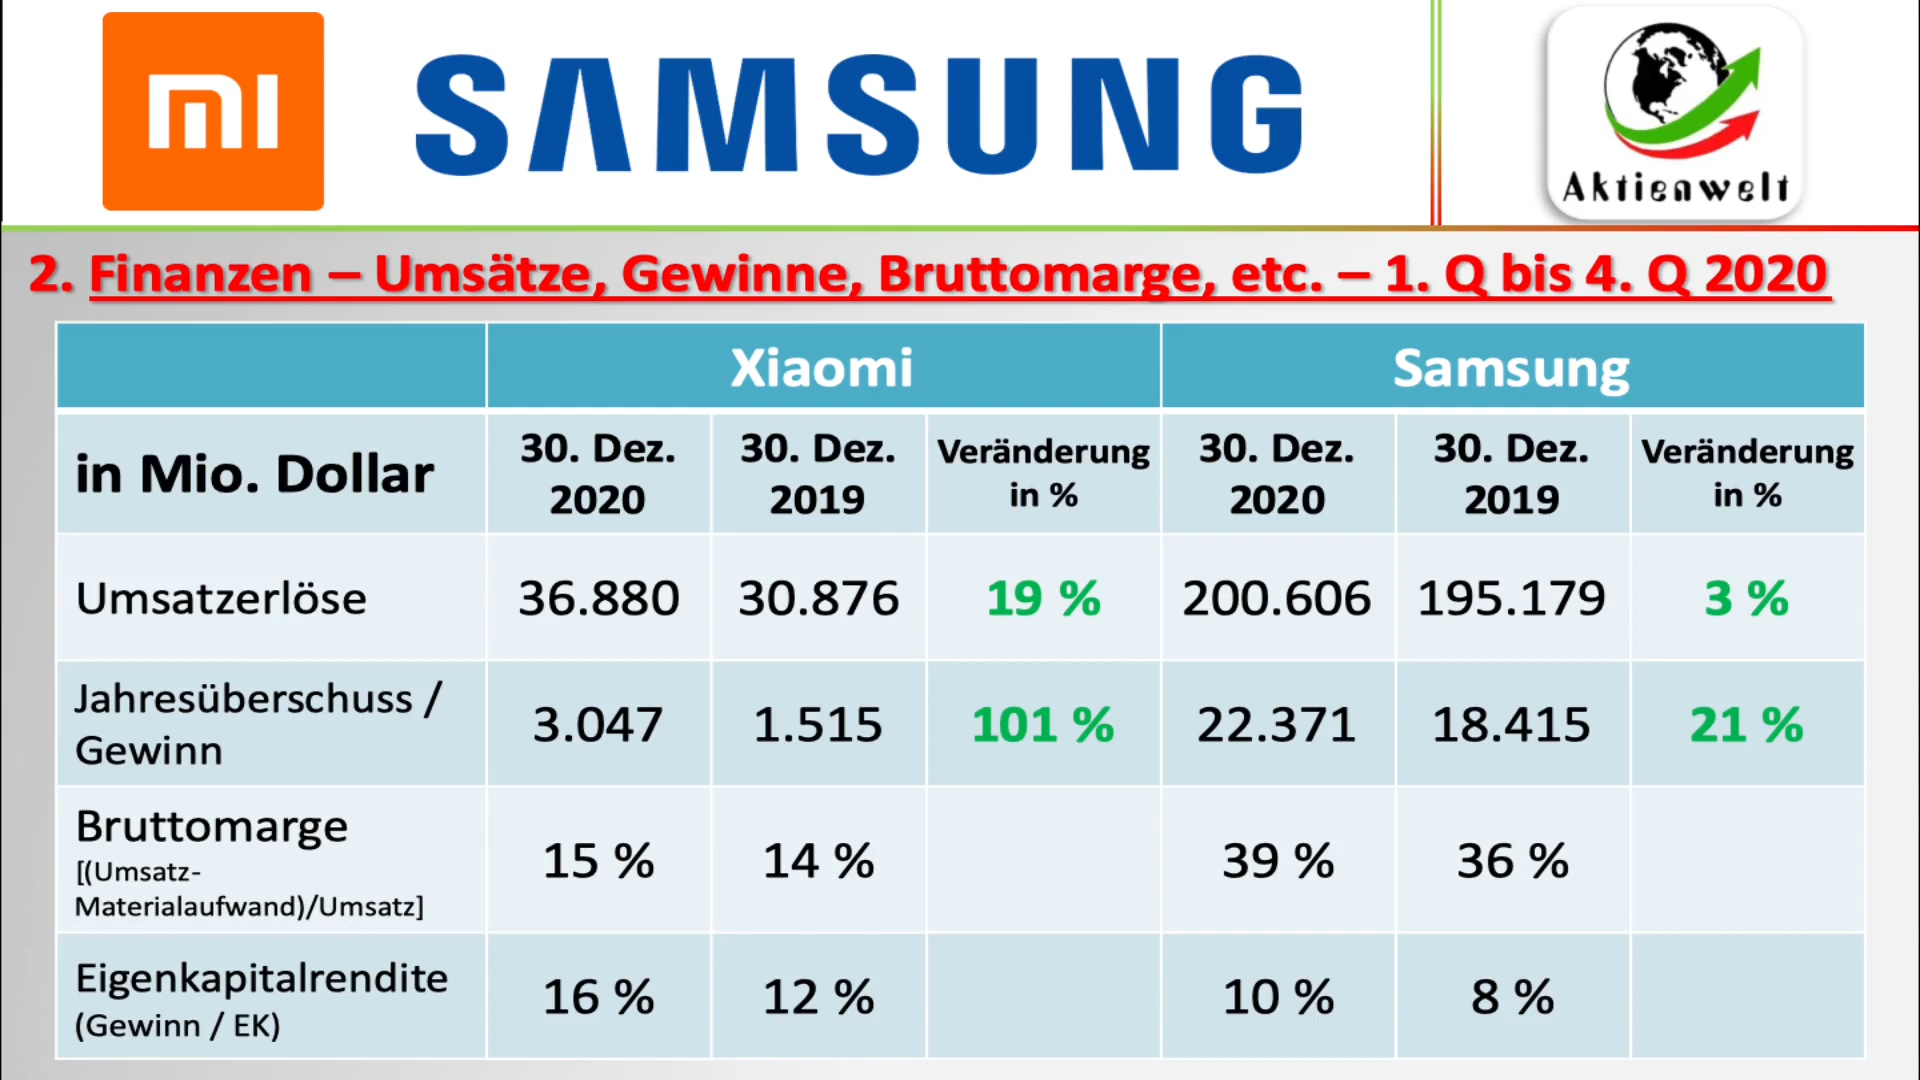 mi SAMSUNG
Aktienwelt
2. Finanzen – Umsätze, Gewinne, Bruttomarge, etc. – 1. Q bis 4. Q 2020
Xiaomi Samsung
in Mio. Dollar 30. Dez. 2020 30. Dez. 2019 Veränderung in % 30. Dez. 2020 30. Dez. 2019 Veränderung in %
Umsatzerlöse 36.880 30.876 19 % 200.606 195.179 3 %
Jahresüberschuss / Gewinn 3.047 1.515 101 % 22.371 18.415 21 %
Bruttomarge
[(Umsatz-
Materialaufwand)/Umsatz] 15 % 14 % 39 % 36 %
Eigenkapitalrendite
(Gewinn / EK) 16 % 12 % 10 % 8 %